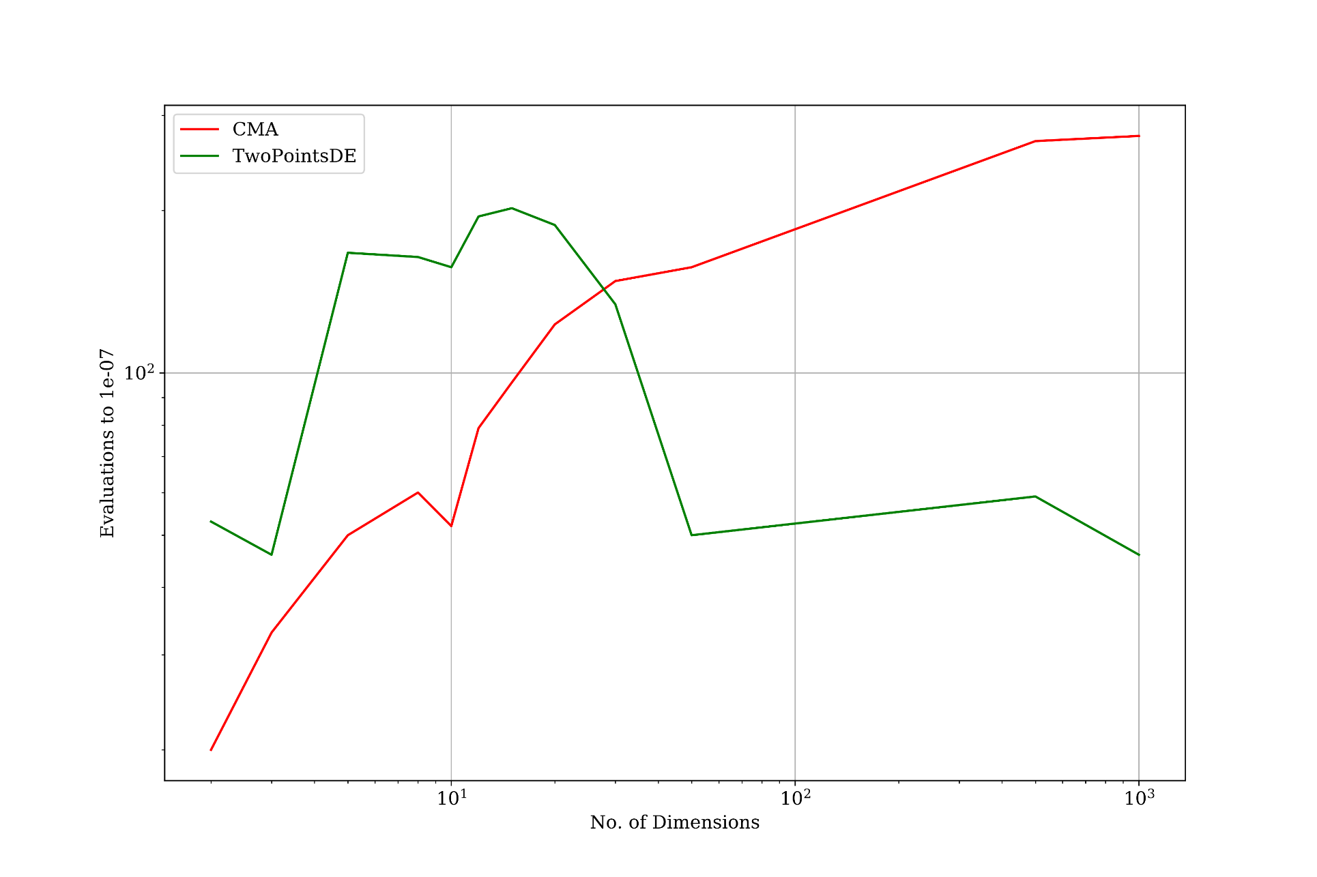 CMA
TwoPointsDE
Evaluations to 1e-07
10²
10¹
10²
10³
No. of Dimensions